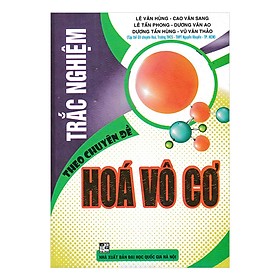 LÊ VĂN HÙNG - CAO VĂN SANG
LÊ TẤN PHONG - DƯƠNG VĂN AO
DƯƠNG TẤN HÙNG - VŨ VĂN THẢO
TRẮC NGHIỆM
THEO CHUYÊN ĐỀ
HOÁ VÔ CƠ
NHÀ XUẤT BẢN ĐẠI HỌC QUỐC GIA HÀ NỘI